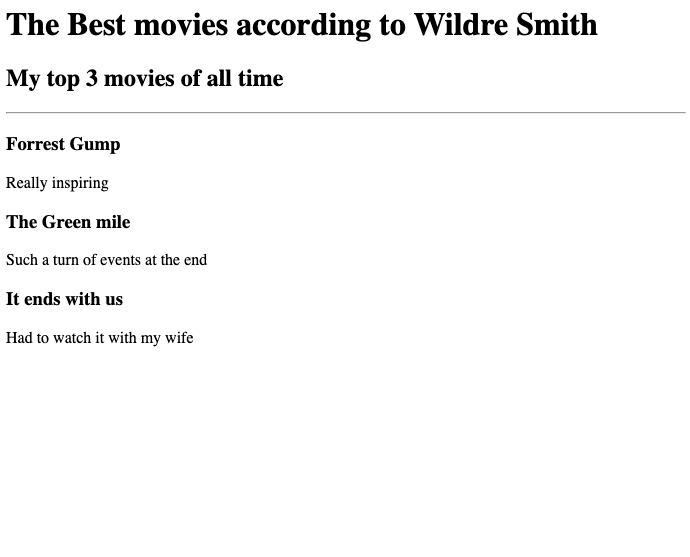 The Best movies according to Wildre Smith
My top 3 movies of all time
Forrest Gump
Really inspiring
The Green mile
Such a turn of events at the end
It ends with us
Had to watch it with my wife